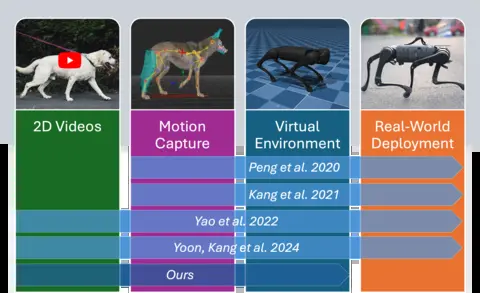 2D Videos
Motion
Capture
Virtual
Environment
Real-World
Deployment
Peng et al. 2020
Kang et al. 2021
Yao et al. 2022
Yoon, Kang et al. 2024
Ours